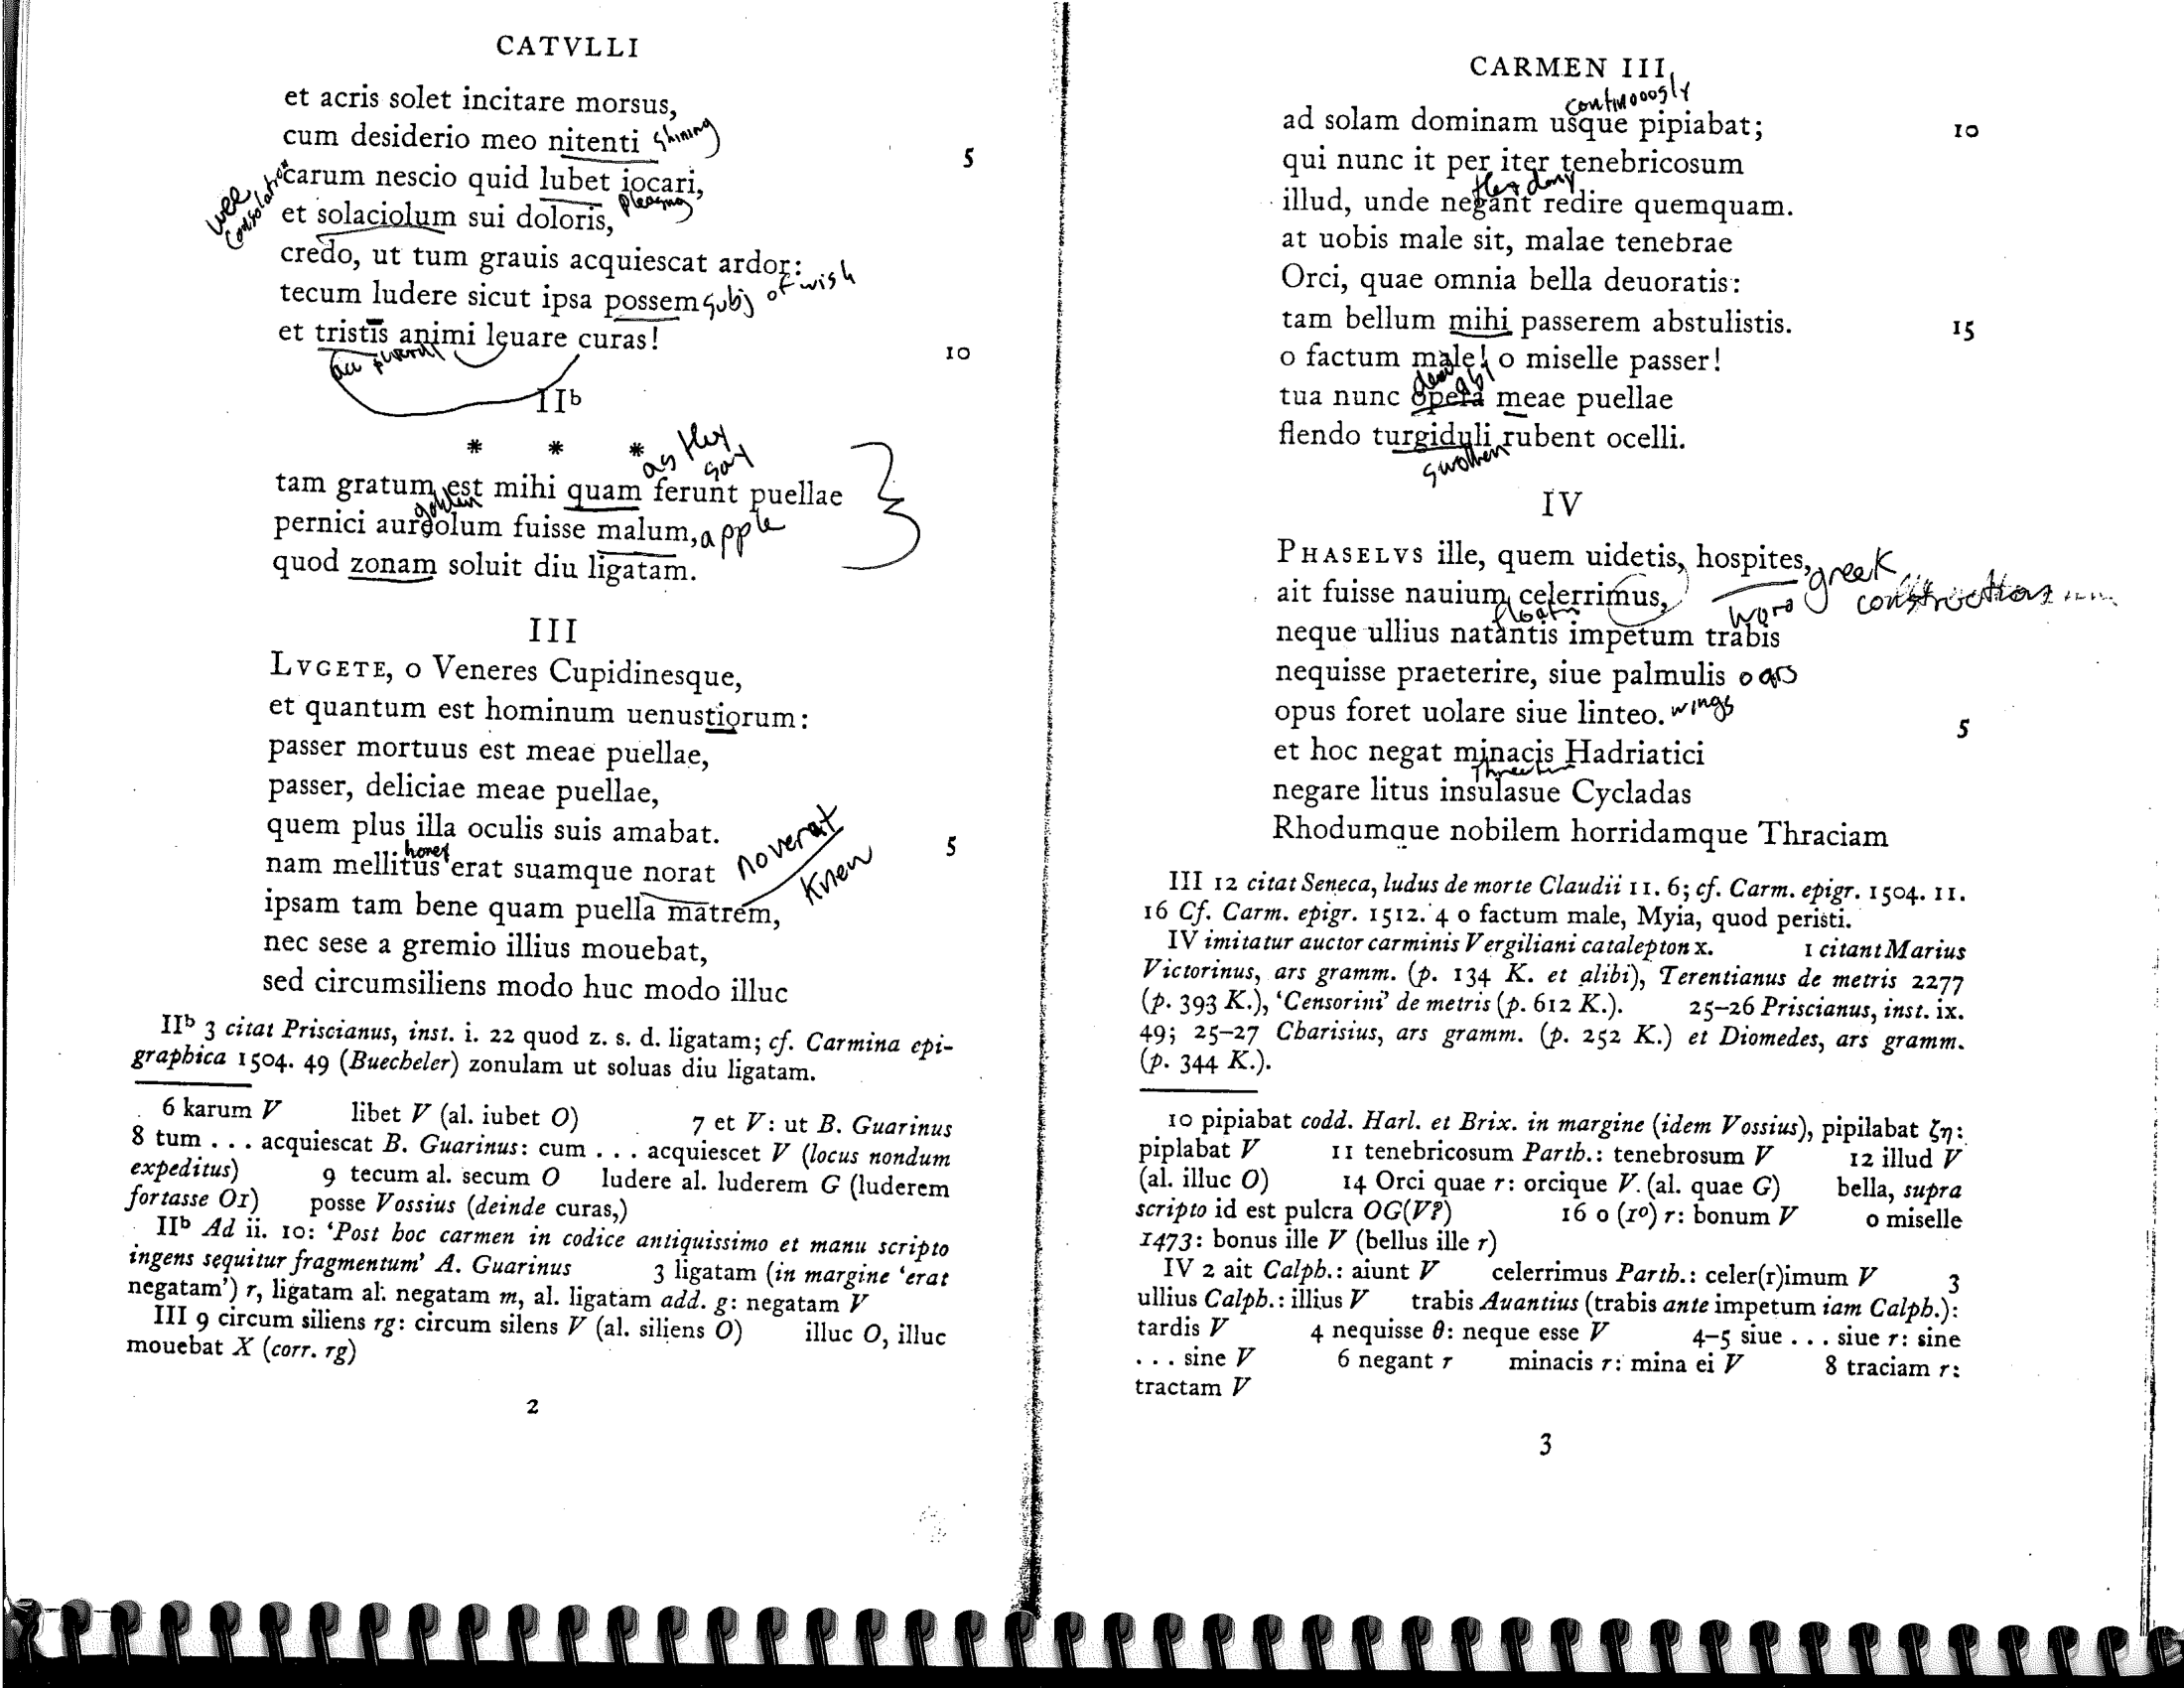 CATVLLI
et acris solet incitare morsus,
cum desiderio meo nitenti shining
carum nescio quid lubet iocari,
pleasing
wee
consolation
et solaciolum sui doloris,
credo, ut tum grauis acquiescat ardor:
tecum ludere sicut ipsa possem subj of wish
et tristis animi leuare curas!
acc plural
IIb
* * *
as they
say
tam gratum est mihi quam ferunt puellae
golden
pernici aureolum fuisse malum, apple
quod zonam soluit diu ligatam.
III
LVGETE, o Veneres Cupidinesque,
et quantum est hominum uenustiorum:
passer mortuus est meae puellae,
passer, deliciae meae puellae,
quem plus illa oculis suis amabat.
honey
nam mellitus erat suamque norat noverat
knew
ipsam tam bene quam puella matrem,
nec sese a gremio illius mouebat,
sed circumsiliens modo huc modo illuc
5
10
5
IIb 3 citat Priscianus, inst. i. 22 quod z. s. d. ligatam; cf. Carmina epi-
graphica 1504. 49 (Buecheler) zonulam ut soluas diu ligatam.
6 karum V libet V (al. iubet O) 7 et V: ut B. Guarinus
8 tum . . . acquiescat B. Guarinus: cum . . . acquiescet V (locus nondum
expeditus) 9 tecum al. secum O ludere al. luderem G (luderem
fortasse O1) posse Vossius (deinde curas,)
IIb Ad ii. 10: 'Post hoc carmen in codice antiquissimo et manu scripto
ingens sequitur fragmentum' A. Guarinus 3 ligatam (in margine 'erat
negatam') r, ligatam al. negatam m, al. ligatam add. g: negatam V
III 9 circum siliens rg: circum silens V (al. siliens O) illuc O, illuc
mouebat X (corr. rg)
2
CARMEN III
continoously
ad solam dominam usque pipiabat; 10
qui nunc it per iter tenebricosum
they deny
illud, unde negant redire quemquam.
at uobis male sit, malae tenebrae
Orci, quae omnia bella deuoratis:
tam bellum mihi passerem abstulistis. 15
o factum male! o miselle passer!
deed abl
tua nunc opera meae puellae
flendo turgiduli rubent ocelli.
swollen
IV
PHASELVS ille, quem uidetis, hospites,
greek
construction
ait fuisse nauium celerrimus,
word
neque ullius natantis impetum trabis
nequisse praeterire, siue palmulis oars
opus foret uolare siue linteo. wings 5
et hoc negat minacis Hadriatici
negare litus insulasue Cycladas
Rhodumque nobilem horridamque Thraciam
III 12 citat Seneca, ludus de morte Claudii 11. 6; cf. Carm. epigr. 1504. 11.
16 Cf. Carm. epigr. 1512. 4 o factum male, Myia, quod peristi.
IV imitatur auctor carminis Vergiliani catalepton x. 1 citant Marius
Victorinus, ars gramm. (p. 134 K. et alibi), Terentianus de metris 2277
(p. 393 K.), 'Censorini' de metris (p. 612 K.). 25–26 Priscianus, inst. ix.
49; 25–27 Charisius, ars gramm. (p. 252 K.) et Diomedes, ars gramm.
(p. 344 K.).
10 pipiabat codd. Harl. et Brix. in margine (idem Vossius), pipilabat ζη:
piplabat V 11 tenebricosum Parth.: tenebrosum V 12 illud V
(al. illuc O) 14 Orci quae r: orcique V (al. quae G) bella, supra
scripto id est pulcra OG(V?) 16 o (1o) r: bonum V o miselle
1473: bonus ille V (bellus ille r)
IV 2 ait Calph.: aiunt V celerrimus Parth.: celer(r)imum V 3
ullius Calph.: illius V trabis Auantius (trabis ante impetum iam Calph.):
tardis V 4 nequisse θ: neque esse V 4–5 siue . . . siue r: sine
. . . sine V 6 negant r minacis r: mina ei V 8 traciam r:
tractam V
3